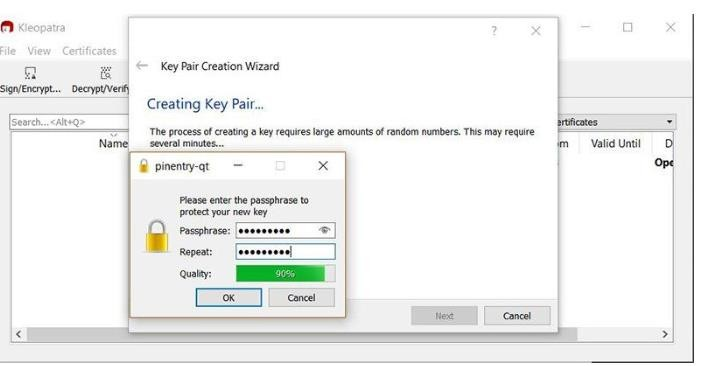 Kleopatra
File View Certificates
Sign/Encrypt... Decrypt/Verify
Search...<Alt+Q>
Certificates
Name
Valid Until
?
Key Pair Creation Wizard
Creating Key Pair...
The process of creating a key requires large amounts of random numbers. This may require
several minutes...
pinentry-qt
Please enter the passphrase to
protect your new key
Passphrase: •••••••••
Repeat: •••••••••
Quality: 90%
OK Cancel
Next Cancel